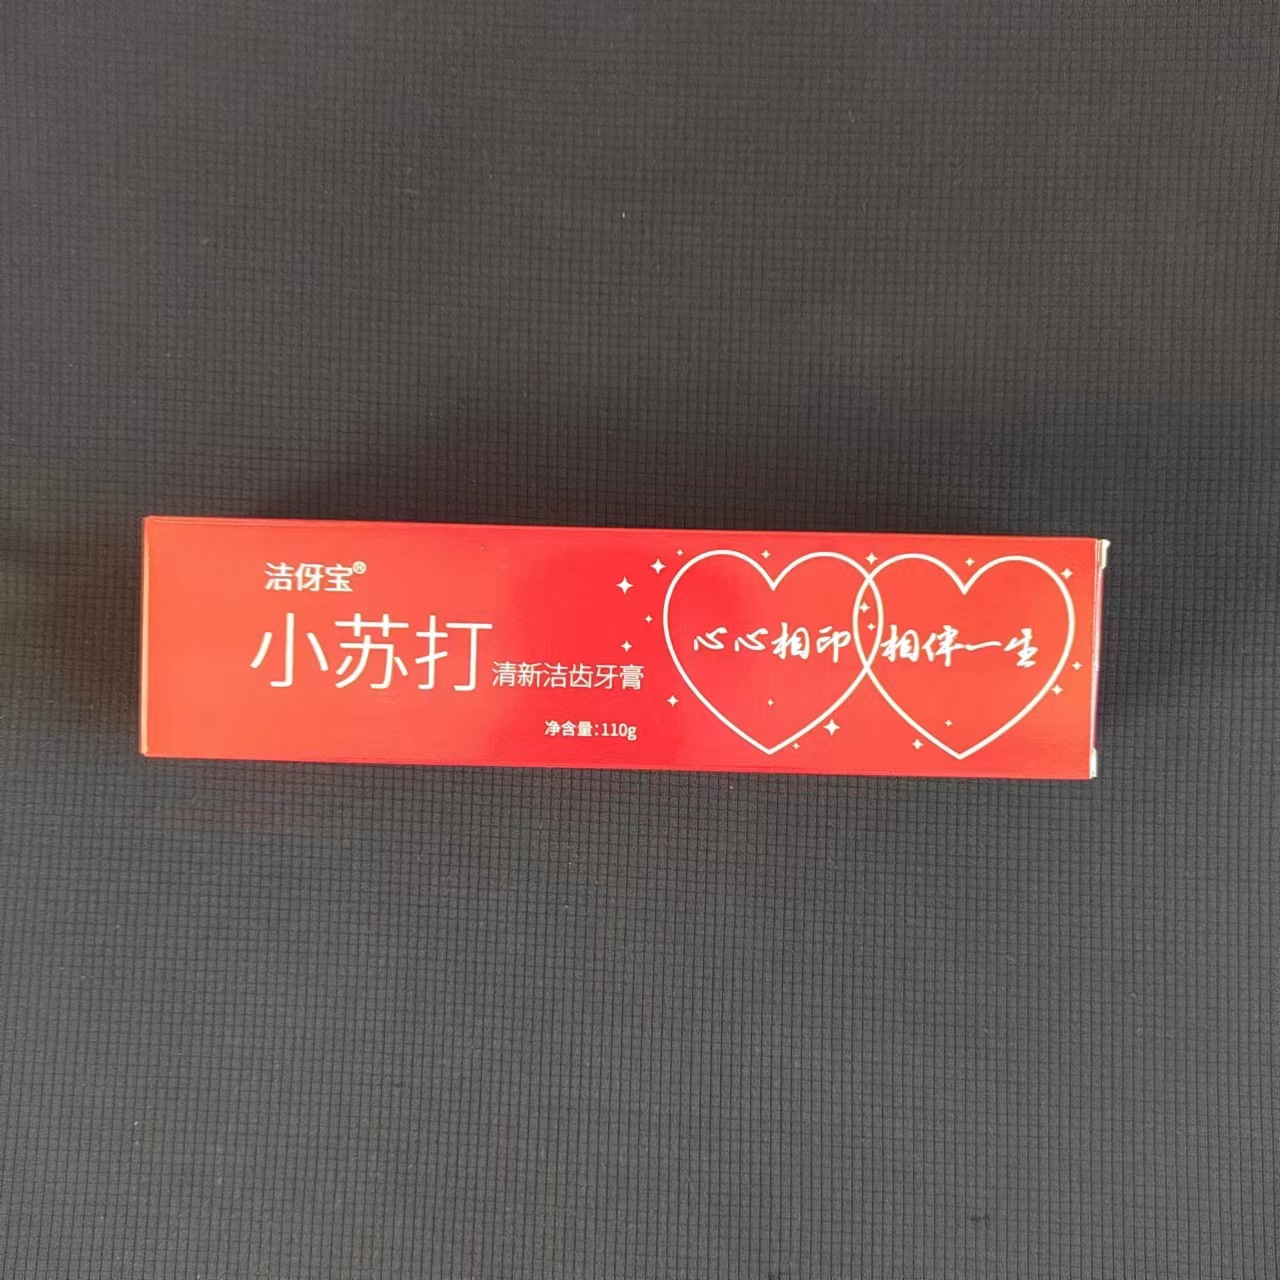 洁伢宝®
小苏打清新洁齿牙膏
净含量:110g
心心相印 相伴一生